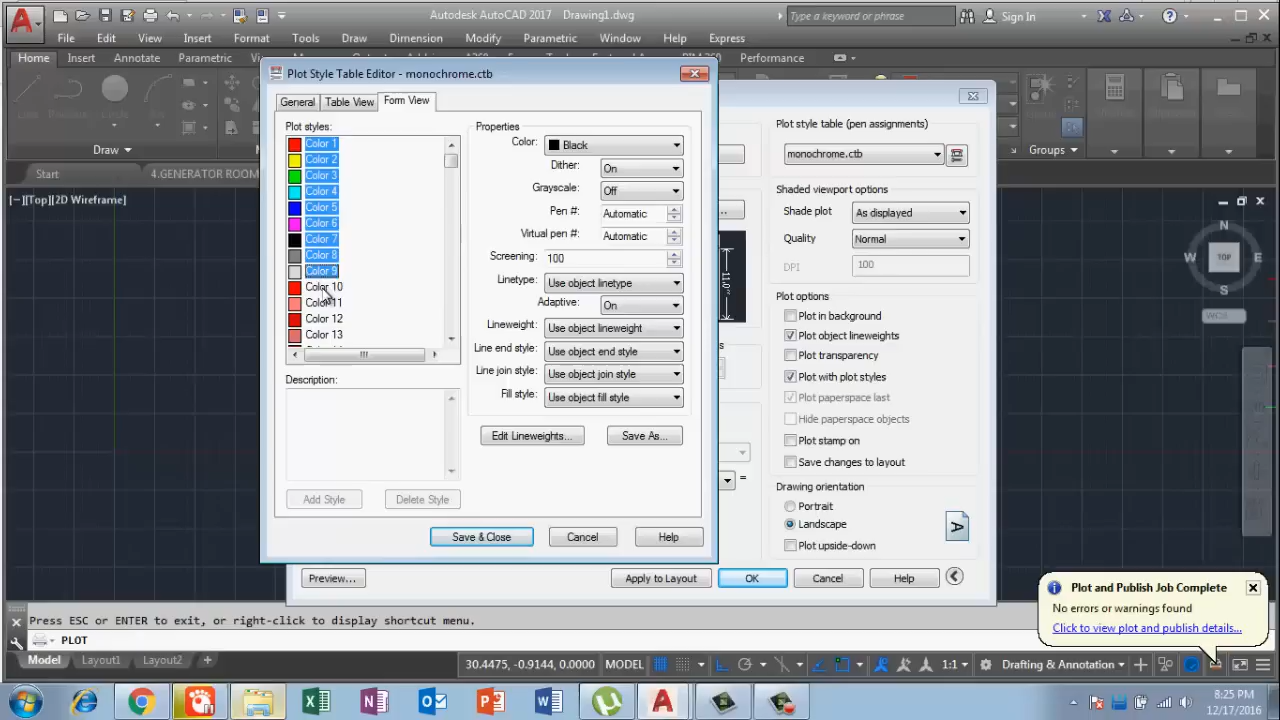 Autodesk AutoCAD 2017 Drawing1.dwg
Type a keyword or phrase
Sign In
File Edit View Insert Format Tools Draw Dimension Modify Parametric Window Help Express
Home Insert Annotate Parametric
Performance
Draw
Groups
Start
4.GENERATOR ROOM
[−][Top][2D Wireframe]
Plot Style Table Editor - monochrome.ctb
General
Table View
Form View
Plot styles:
Color 1
Color 2
Color 3
Color 4
Color 5
Color 6
Color 7
Color 8
Color 9
Color 10
Color 11
Color 12
Color 13
Description:
Add Style
Delete Style
Properties
Color: Black
Dither: On
Grayscale: Off
Pen #: Automatic
Virtual pen #: Automatic
Screening: 100
Linetype: Use object linetype
Adaptive: On
Lineweight: Use object lineweight
Line end style: Use object end style
Line join style: Use object join style
Fill style: Use object fill style
Edit Lineweights...
Save As...
Save & Close
Cancel
Help
Plot style table (pen assignments)
monochrome.ctb
Shaded viewport options
Shade plot As displayed
Quality Normal
DPI 100
Plot options
Plot in background
Plot object lineweights
Plot transparency
Plot with plot styles
Plot paperspace last
Hide paperspace objects
Plot stamp on
Save changes to layout
=
Drawing orientation
Portrait
Landscape
Plot upside-down
A
Preview...
Apply to Layout
OK
Cancel
Help
N
W TOP E
S
WCS
Plot and Publish Job Complete
No errors or warnings found
Click to view plot and publish details...
Press ESC or ENTER to exit, or right-click to display shortcut menu.
PLOT
Model Layout1 Layout2 +
30.4475, -0.9144, 0.0000 MODEL
1:1
Drafting & Annotation
8:25 PM
12/17/2016